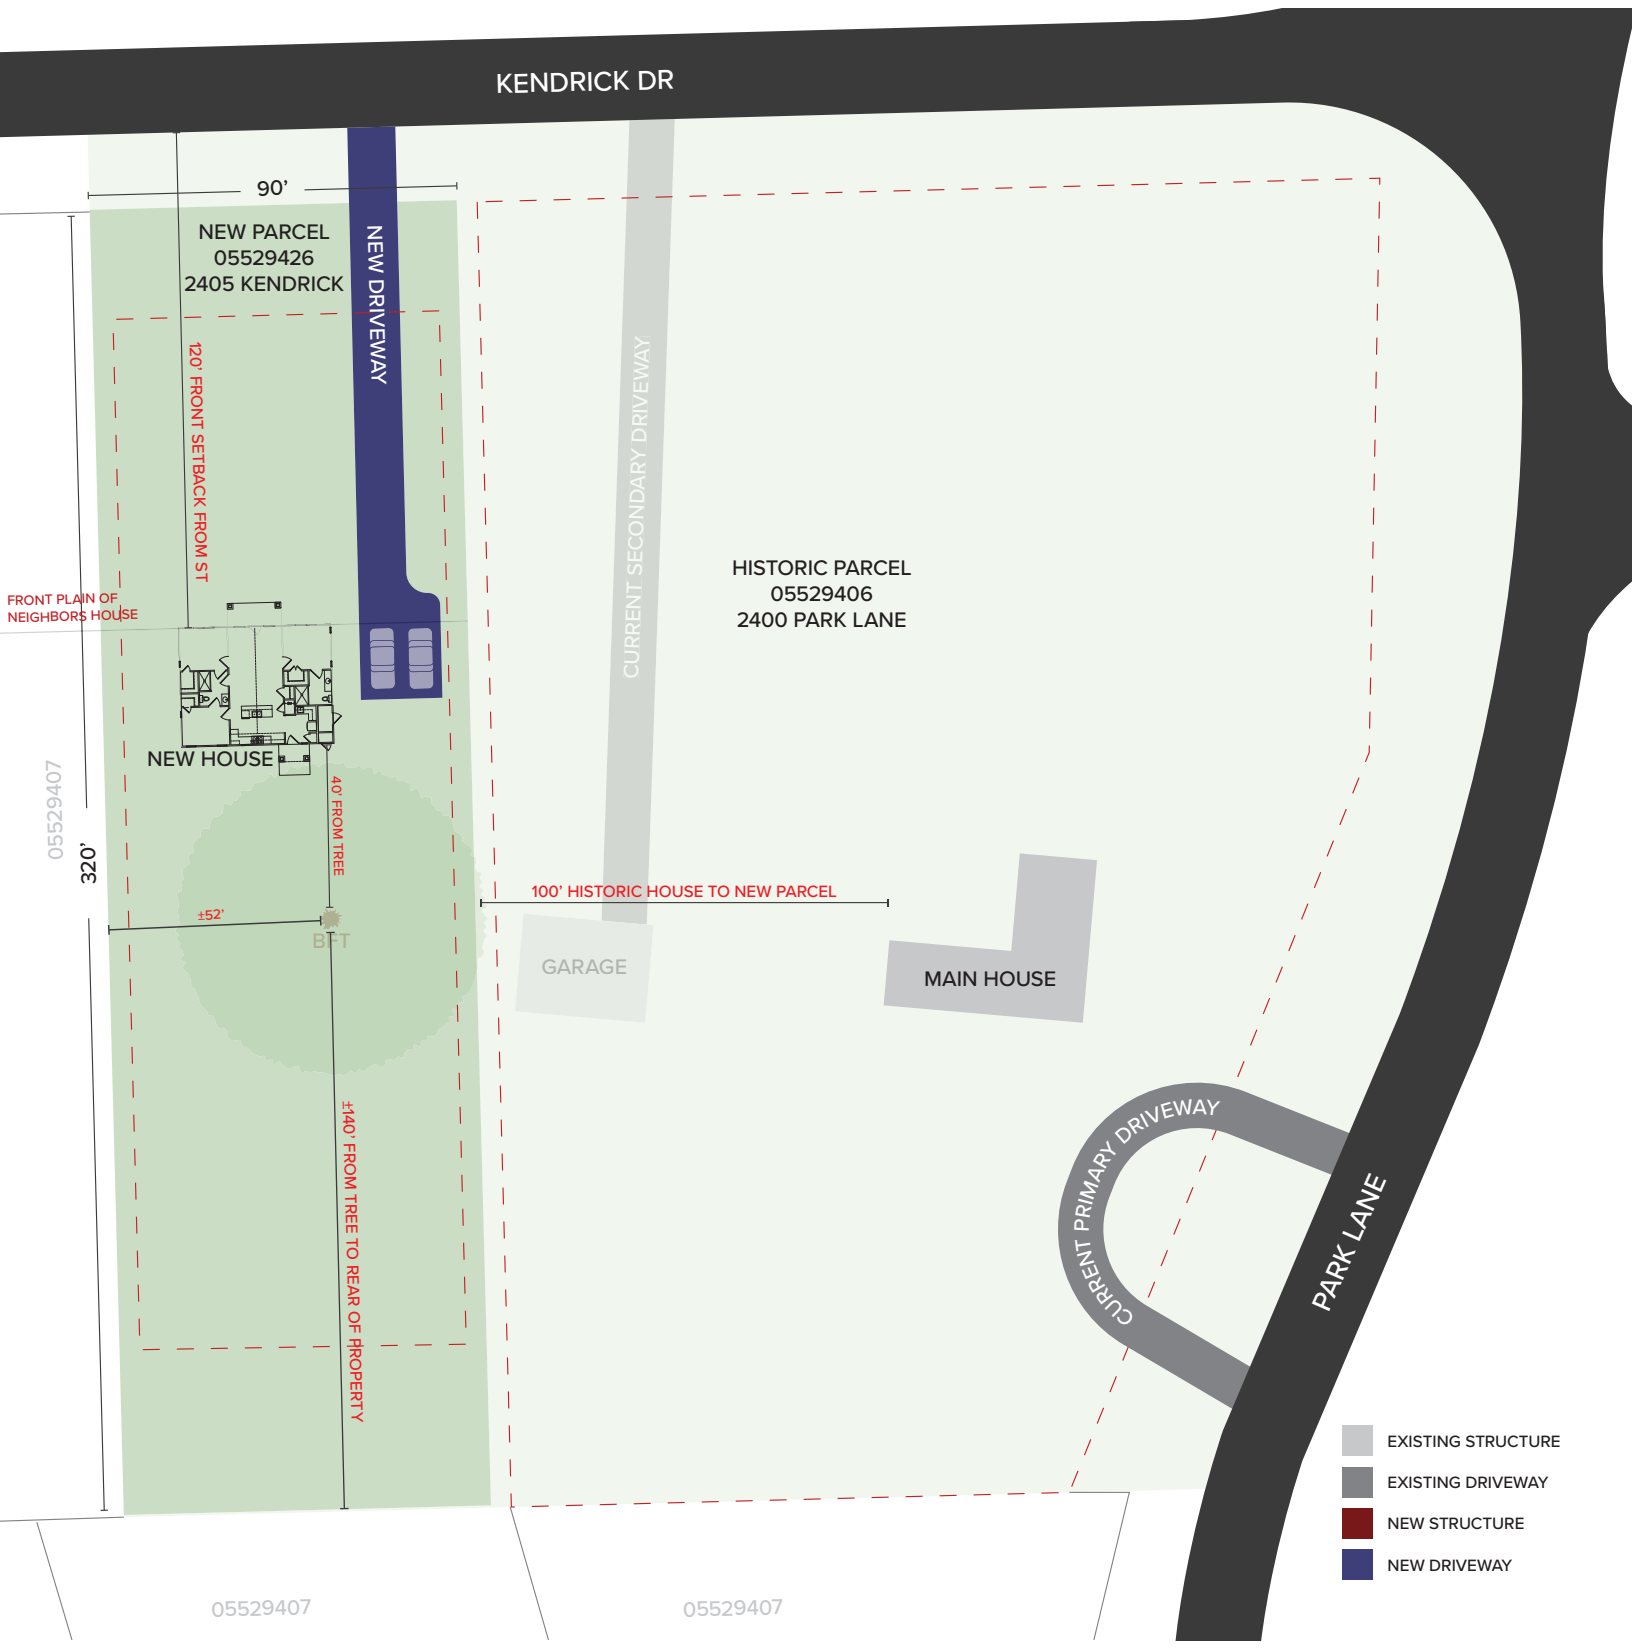 KENDRICK DR
90’
NEW PARCEL
05529426
2405 KENDRICK
NEW DRIVEWAY
120’ FRONT SETBACK FROM ST
CURRENT SECONDARY DRIVEWAY
HISTORIC PARCEL
05529406
2400 PARK LANE
FRONT PLAIN OF
NEIGHBORS HOUSE
NEW HOUSE
05529407
320’
40’ FROM TREE
100’ HISTORIC HOUSE TO NEW PARCEL
±52’
BFT
GARAGE
MAIN HOUSE
±140’ FROM TREE TO REAR OF PROPERTY
CURRENT PRIMARY DRIVEWAY
PARK LANE
EXISTING STRUCTURE
EXISTING DRIVEWAY
NEW STRUCTURE
NEW DRIVEWAY
05529407
05529407